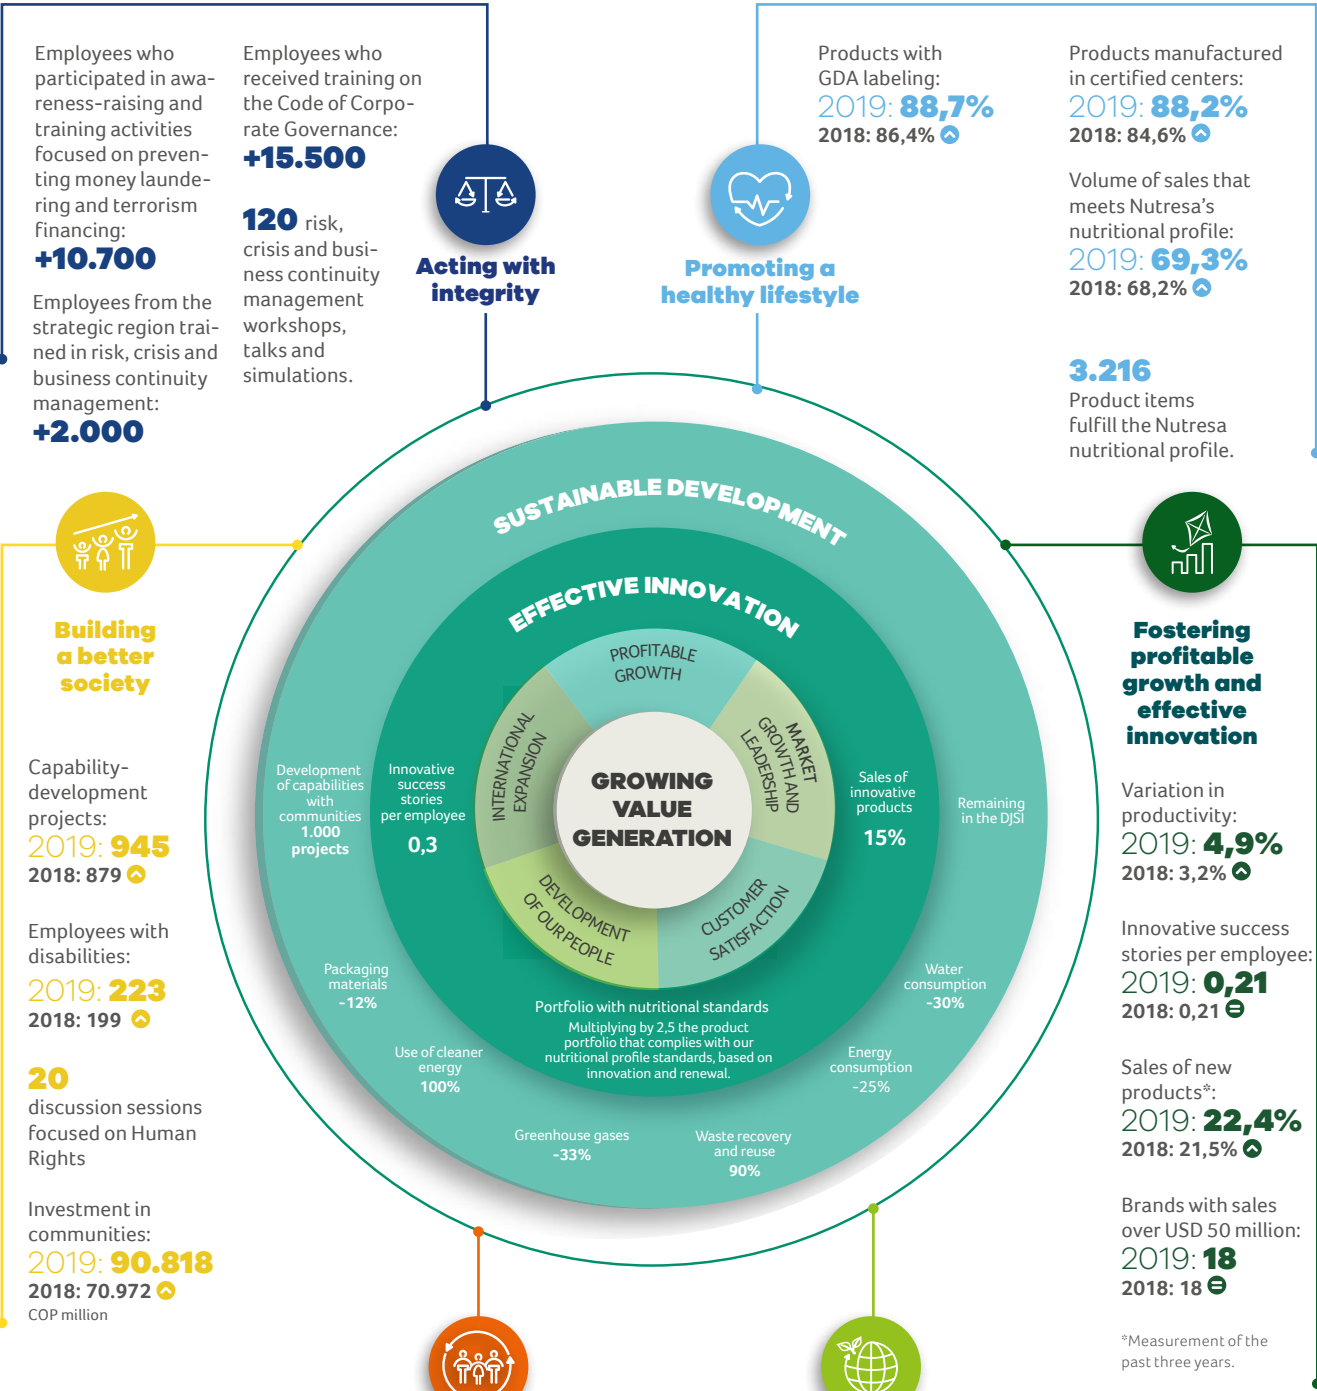 Employees who
participated in awa-
reness-raising and
training activities
focused on preven-
ting money launde-
ring and terrorism
financing:
+10.700
Employees from the
strategic region trai-
ned in risk, crisis and
business continuity
management:
+2.000
Employees who
received training on
the Code of Corpo-
rate Governance:
+15.500
120 risk,
crisis and busi-
ness continuity
management
workshops,
talks and
simulations.
Acting with
integrity
Promoting a
healthy lifestyle
Products with
GDA labeling:
2019: 88,7%
2018: 86,4%
Products manufactured
in certified centers:
2019: 88,2%
2018: 84,6%
Volume of sales that
meets Nutresa's
nutritional profile:
2019: 69,3%
2018: 68,2%
3.216
Product items
fulfill the Nutresa
nutritional profile.
Building
a better
society
Capability-
development
projects:
2019: 945
2018: 879
Employees with
disabilities:
2019: 223
2018: 199
20
discussion sessions
focused on Human
Rights
Investment in
communities:
2019: 90.818
2018: 70.972
COP million
SUSTAINABLE DEVELOPMENT
EFFECTIVE INNOVATION
PROFITABLE
GROWTH
INTERNATIONAL
EXPANSION
MARKET
GROWTH AND
LEADERSHIP
GROWING
VALUE
GENERATION
DEVELOPMENT
OF OUR PEOPLE
CUSTOMER
SATISFACTION
Development
of capabilities
with
communities
1.000
projects
Innovative
success
stories
per employee
0,3
Sales of
innovative
products
15%
Remaining
in the DJSI
Packaging
materials
-12%
Use of cleaner
energy
100%
Greenhouse gases
-33%
Waste recovery
and reuse
90%
Energy
consumption
-25%
Water
consumption
-30%
Portfolio with nutritional standards
Multiplying by 2,5 the product
portfolio that complies with our
nutritional profile standards, based on
innovation and renewal.
Fostering
profitable
growth and
effective
innovation
Variation in
productivity:
2019: 4,9%
2018: 3,2%
Innovative success
stories per employee:
2019: 0,21
2018: 0,21
Sales of new
products*:
2019: 22,4%
2018: 21,5%
Brands with sales
over USD 50 million:
2019: 18
2018: 18
*Measurement of the
past three years.